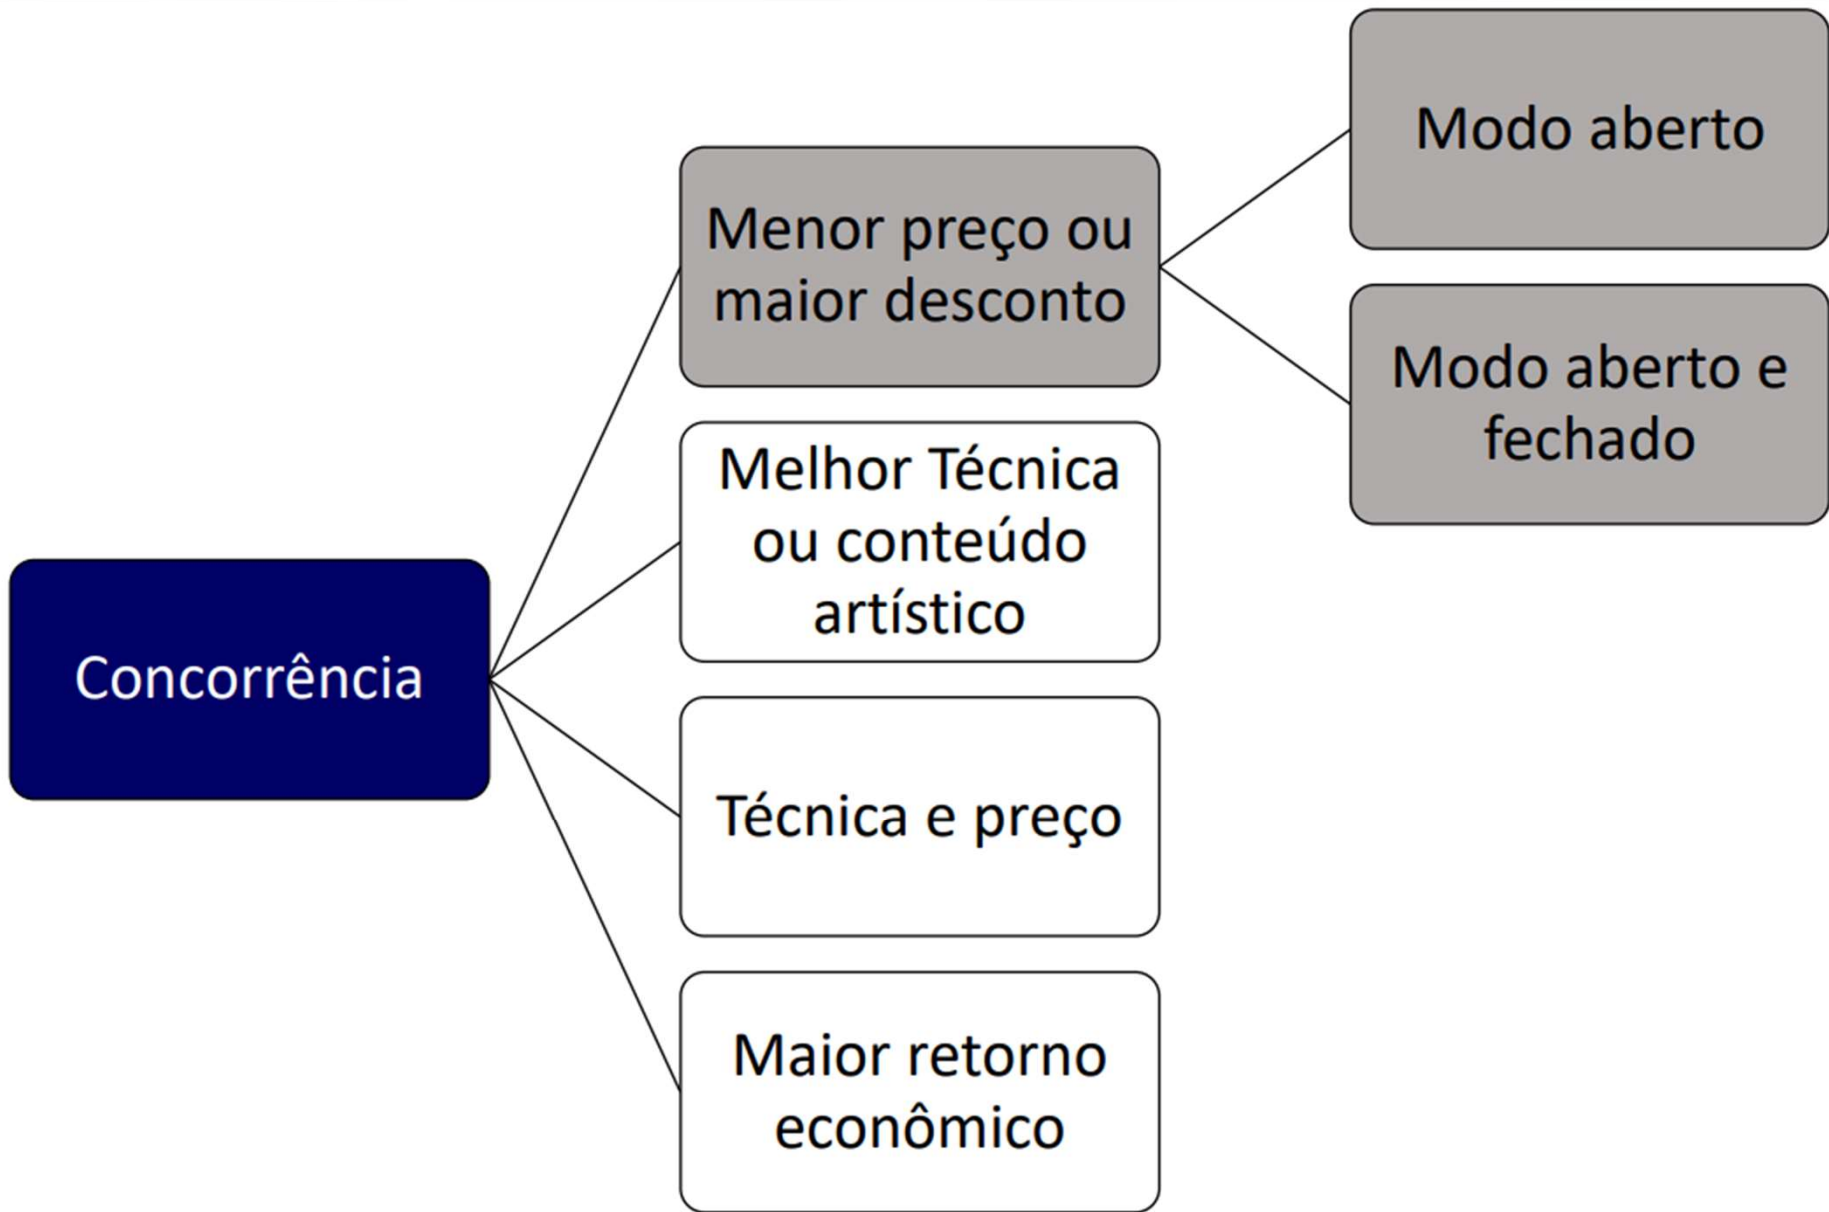 Concorrência
Menor preço ou
maior desconto
Modo aberto
Modo aberto e
fechado
Melhor Técnica
ou conteúdo
artístico
Técnica e preço
Maior retorno
econômico